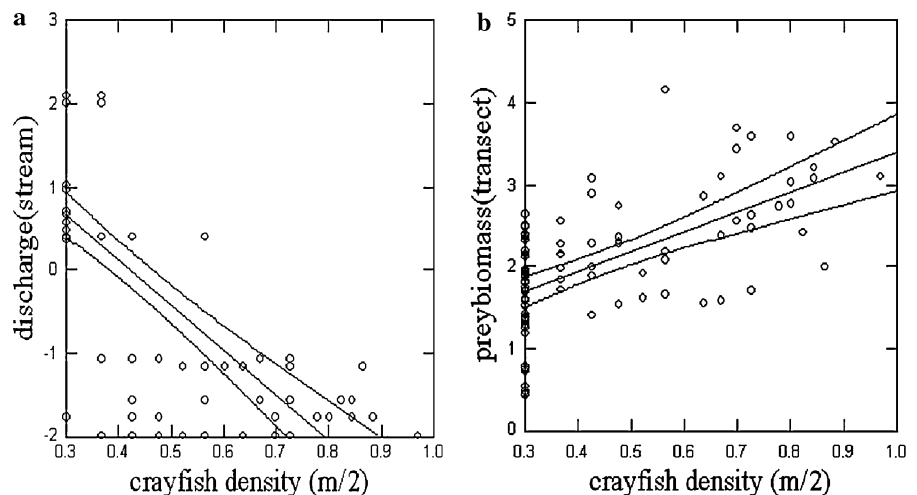 a
3
2
1
0
-1
-2
discharge(stream)
0.3 0.4 0.5 0.6 0.7 0.8 0.9 1.0
crayfish density (m/2)
b
5
4
3
2
1
0
preybiomass(transect)
0.3 0.4 0.5 0.6 0.7 0.8 0.9 1.0
crayfish density (m/2)